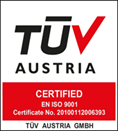 TÜV
AUSTRIA
CERTIFIED
EN ISO 9001
Certificate No. 20100112006393
TÜV AUSTRIA GMBH